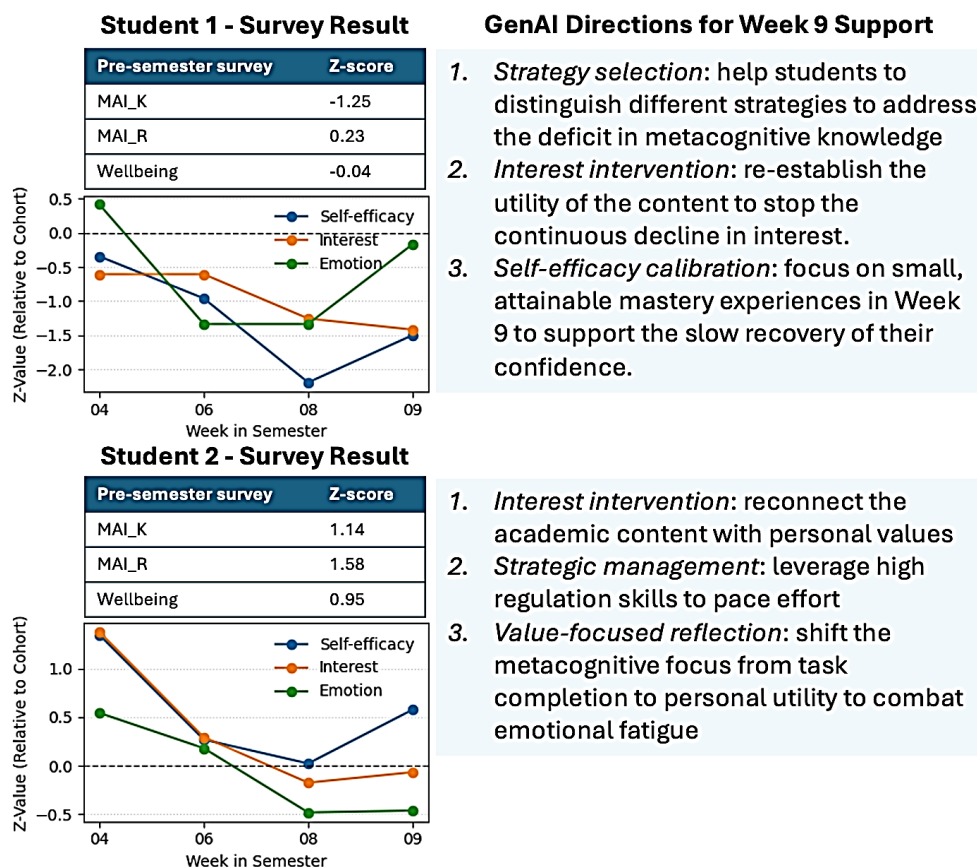 Student 1 - Survey Result
Pre-semester survey Z-score
MAI_K -1.25
MAI_R 0.23
Wellbeing -0.04
Z-Value (Relative to Cohort)
0.5
0.0
−0.5
−1.0
−1.5
−2.0
Self-efficacy
Interest
Emotion
04 06 08 09
Week in Semester
GenAI Directions for Week 9 Support
1. Strategy selection: help students to
distinguish different strategies to address
the deficit in metacognitive knowledge
2. Interest intervention: re-establish the
utility of the content to stop the
continuous decline in interest.
3. Self-efficacy calibration: focus on small,
attainable mastery experiences in Week
9 to support the slow recovery of their
confidence.
Student 2 - Survey Result
Pre-semester survey Z-score
MAI_K 1.14
MAI_R 1.58
Wellbeing 0.95
Z-Value (Relative to Cohort)
1.0
0.5
0.0
−0.5
Self-efficacy
Interest
Emotion
04 06 08 09
Week in Semester
1. Interest intervention: reconnect the
academic content with personal values
2. Strategic management: leverage high
regulation skills to pace effort
3. Value-focused reflection: shift the
metacognitive focus from task
completion to personal utility to combat
emotional fatigue